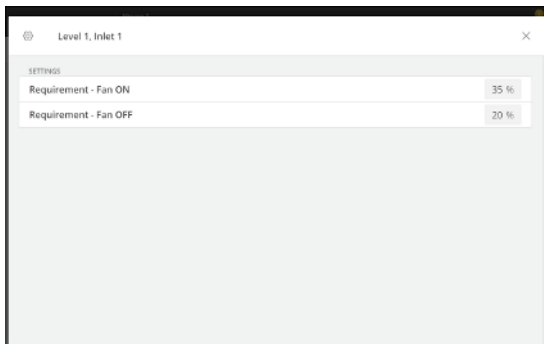 Level 1, Inlet 1
SETTINGS
Requirement - Fan ON 35 %
Requirement - Fan OFF 20 %